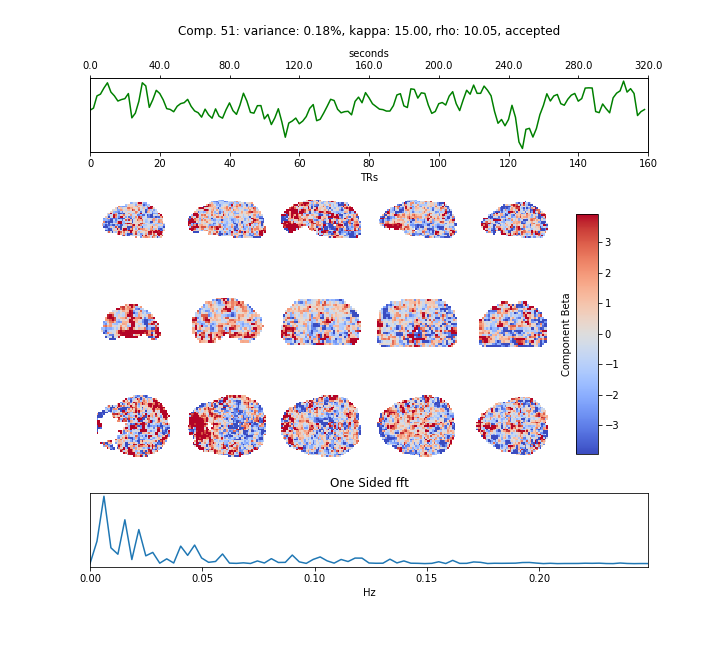 Comp. 51: variance: 0.18%, kappa: 15.00, rho: 10.05, accepted
seconds
0.0 40.0 80.0 120.0 160.0 200.0 240.0 280.0 320.0
0 20 40 60 80 100 120 140 160
TRs
3
2
1
0
−1
−2
−3
Component Beta
One Sided fft
0.00 0.05 0.10 0.15 0.20
Hz